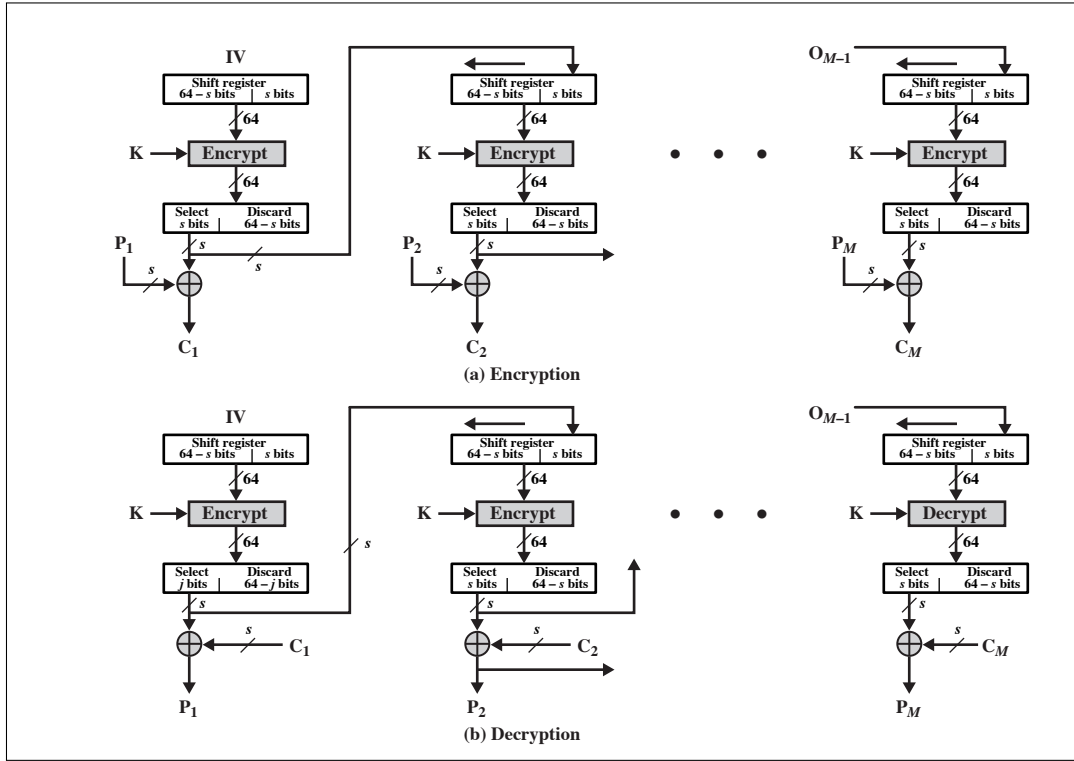 IV
O_{M–1}
Shift register
64 – s bits | s bits
Shift register
64 – s bits | s bits
Shift register
64 – s bits | s bits
64
64
64
K
Encrypt
K
Encrypt
K
Encrypt
64
64
64
Select Discard
s bits | 64 – s bits
Select Discard
s bits | 64 – s bits
Select Discard
s bits | 64 – s bits
P1
s
s
P2
s
PM
s
s
s
s
C1
C2
CM
(a) Encryption
IV
O_{M–1}
Shift register
64 – s bits | s bits
Shift register
64 – s bits | s bits
Shift register
64 – s bits | s bits
64
64
64
K
Encrypt
K
Encrypt
K
Decrypt
64
s
64
64
Select Discard
j bits | 64 – j bits
Select Discard
s bits | 64 – s bits
Select Discard
s bits | 64 – s bits
s
s
s
s
C1
s
C2
s
CM
P1
P2
PM
(b) Decryption